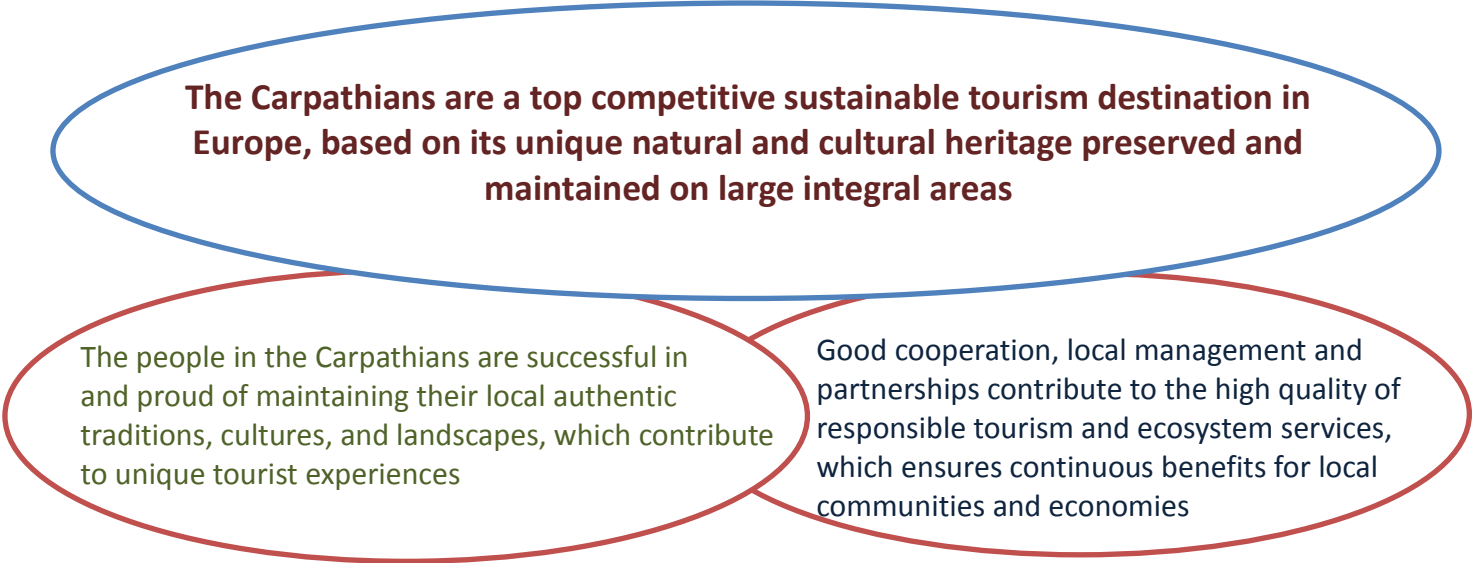 The Carpathians are a top competitive sustainable tourism destination in
Europe, based on its unique natural and cultural heritage preserved and
maintained on large integral areas
The people in the Carpathians are successful in
and proud of maintaining their local authentic
traditions, cultures, and landscapes, which contribute
to unique tourist experiences
Good cooperation, local management and
partnerships contribute to the high quality of
responsible tourism and ecosystem services,
which ensures continuous benefits for local
communities and economies